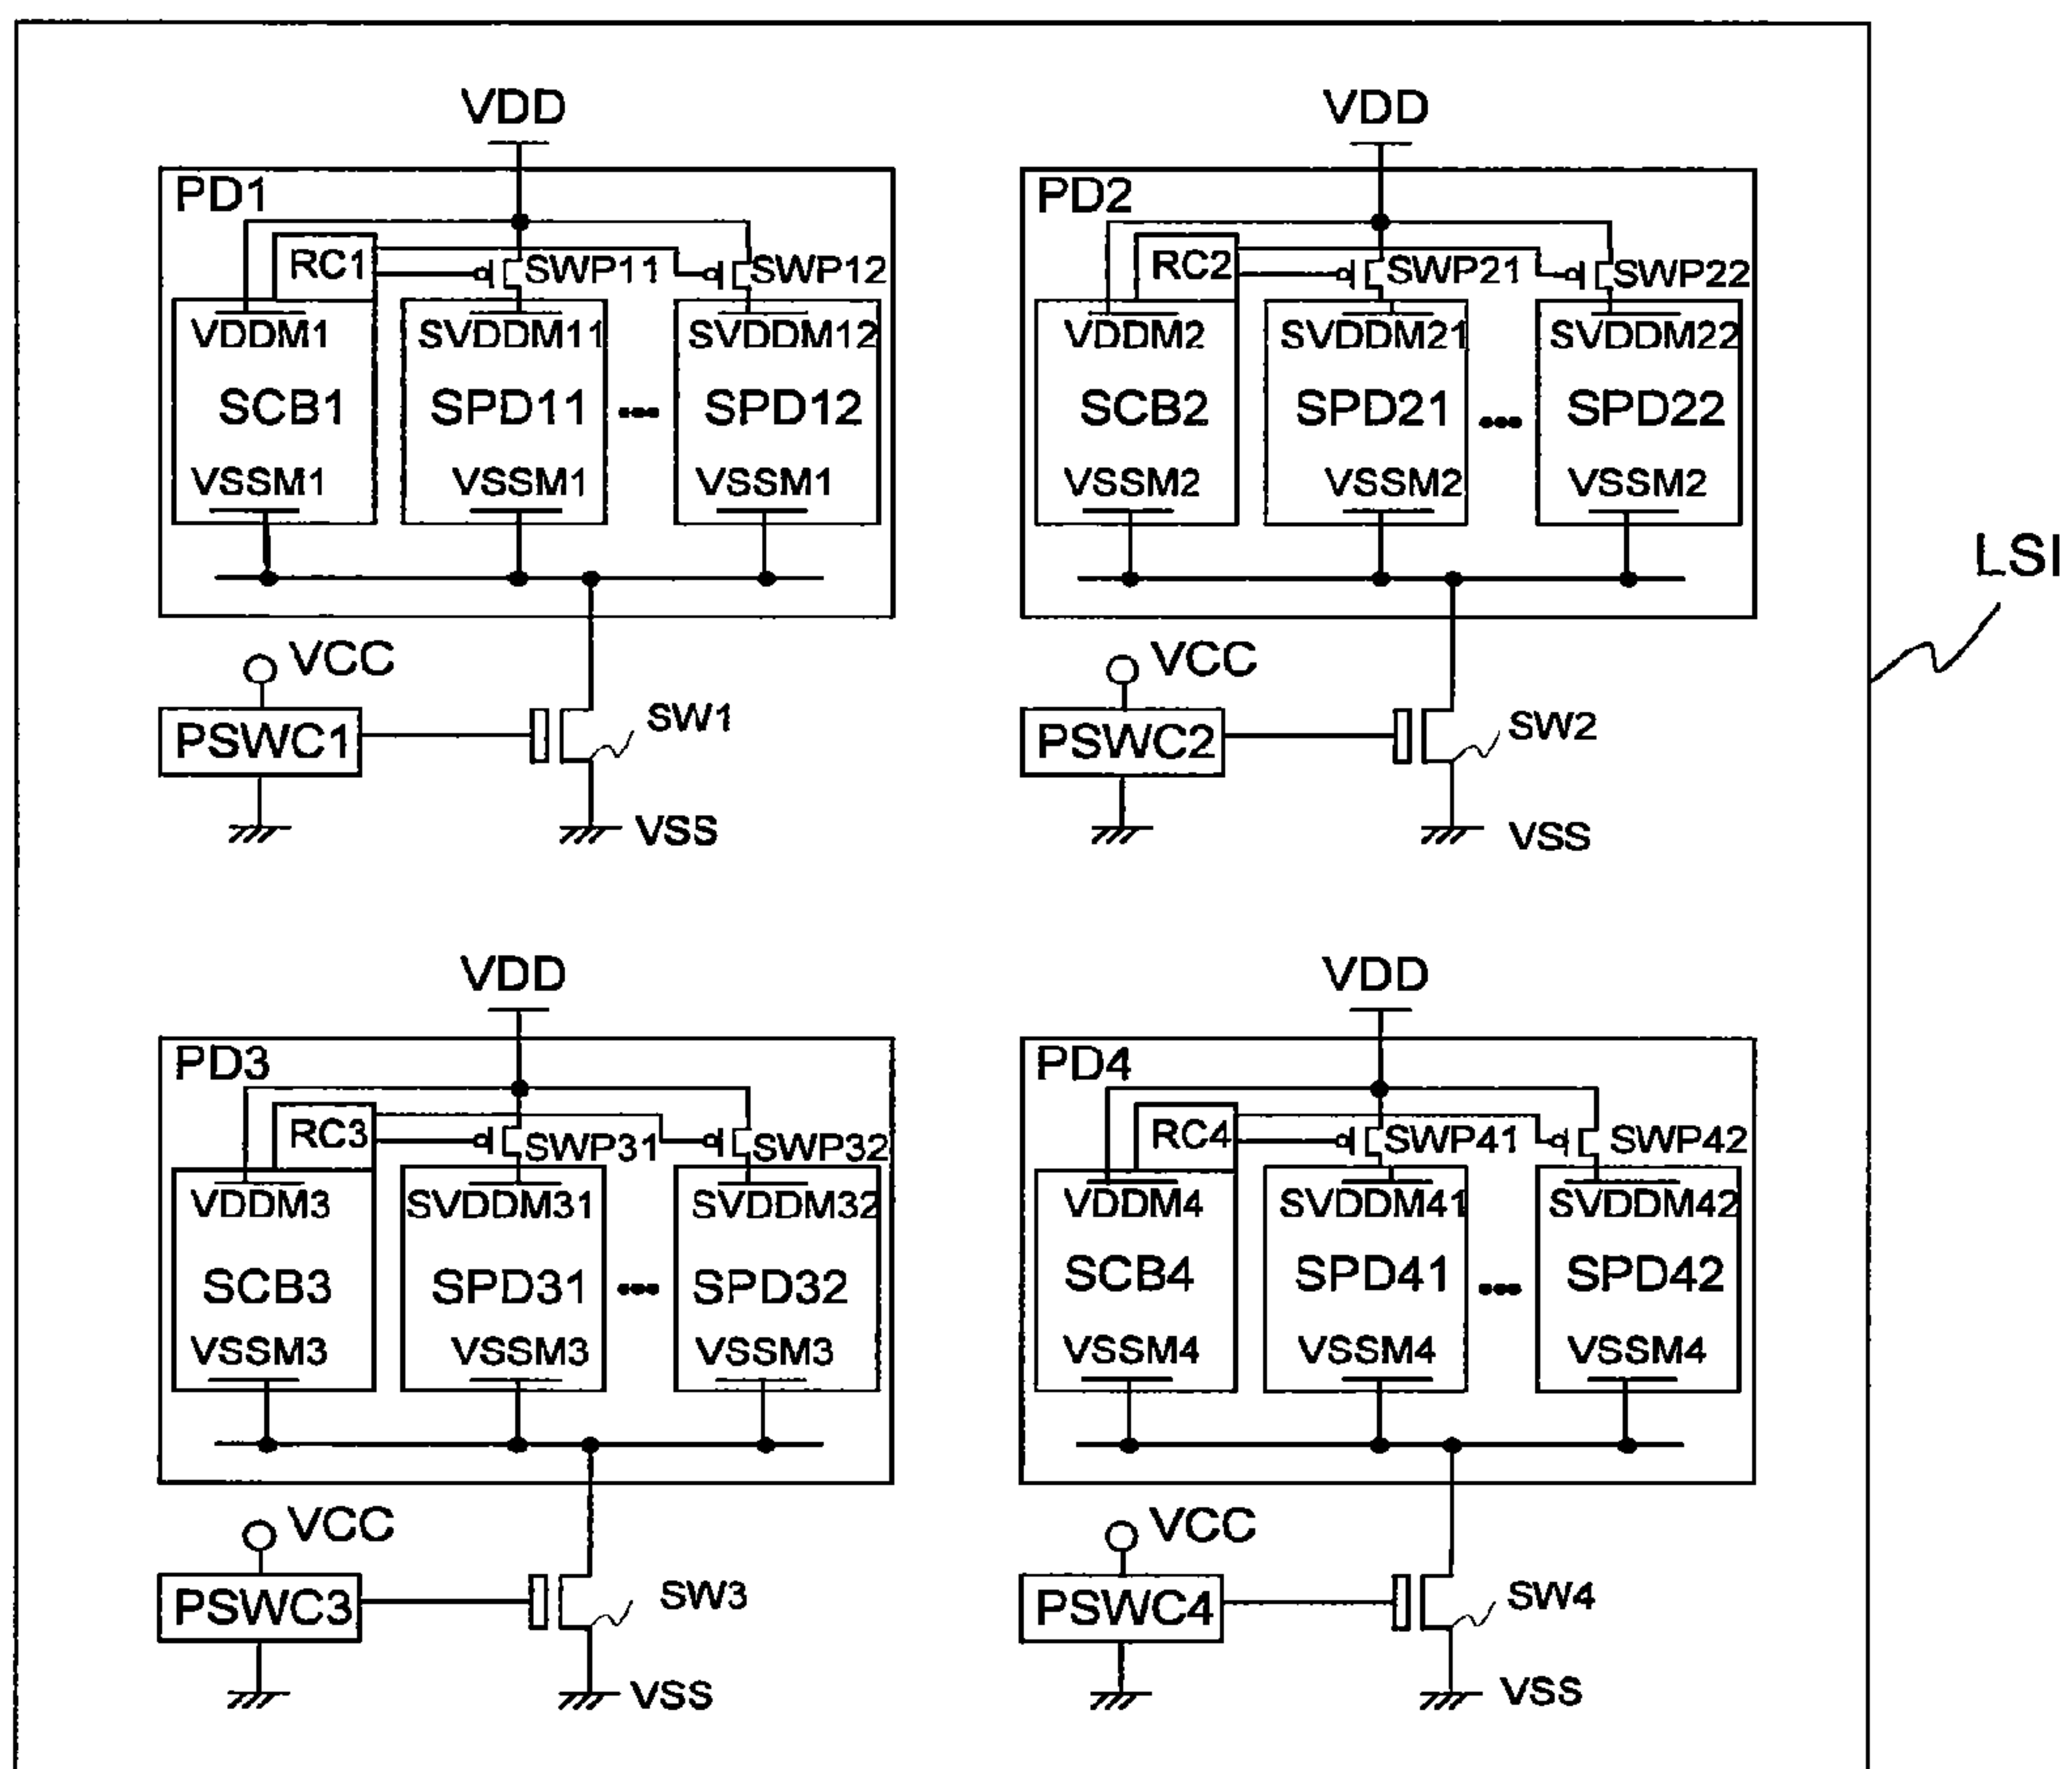 VDD
PD1
RC1
SWP11
SWP12
VDDM1
SVDDM11
SVDDM12
SCB1
SPD11
SPD12
VSSM1
VSSM1
VSSM1
VCC
PSWC1
SW1
VSS
VDD
PD2
RC2
SWP21
SWP22
VDDM2
SVDDM21
SVDDM22
SCB2
SPD21
SPD22
VSSM2
VSSM2
VSSM2
VCC
PSWC2
SW2
VSS
LSI
VDD
PD3
RC3
SWP31
SWP32
VDDM3
SVDDM31
SVDDM32
SCB3
SPD31
SPD32
VSSM3
VSSM3
VSSM3
VCC
PSWC3
SW3
VSS
VDD
PD4
RC4
SWP41
SWP42
VDDM4
SVDDM41
SVDDM42
SCB4
SPD41
SPD42
VSSM4
VSSM4
VSSM4
VCC
PSWC4
SW4
VSS